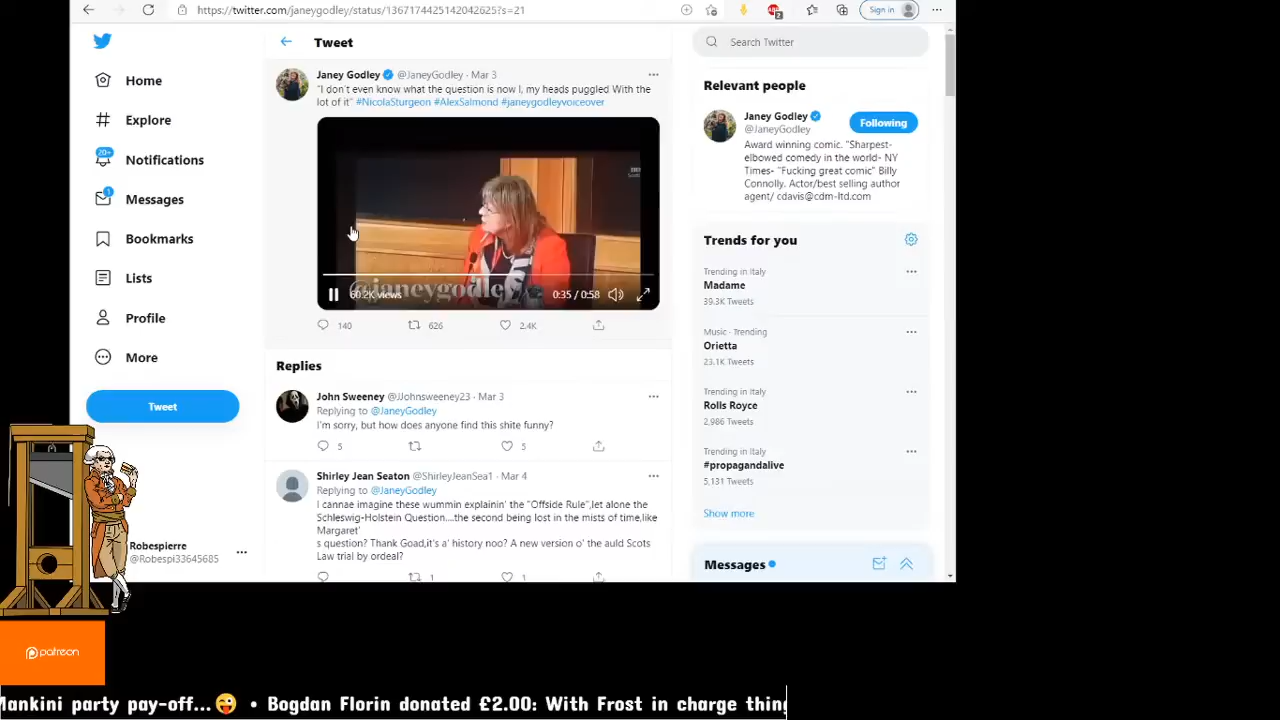 https://twitter.com/janeygodley/status/1367174425142042625?s=21
2
Sign in
Home
Explore
20+
Notifications
1
Messages
Bookmarks
Lists
Profile
More
Tweet
Robespierre
@Robespi33645685
Tweet
Janey Godley @JaneyGodley · Mar 3
"I don't even know what the question is now I, my heads puggled With the
lot of it" #NicolaSturgeon #AlexSalmond #janeygodleyvoiceover
@janeygodley
60.2K views
0:35 / 0:58
140 626 2.4K
Replies
John Sweeney @JJohnsweeney23 · Mar 3
Replying to @JaneyGodley
I'm sorry, but how does anyone find this shite funny?
5 5
Shirley Jean Seaton @ShirleyJeanSea1 · Mar 4
Replying to @JaneyGodley
I cannae imagine these wummin explainin' the "Offside Rule",let alone the
Schleswig-Holstein Question....the second being lost in the mists of time,like
Margaret'
s question? Thank Goad,it's a' history noo? A new version o' the auld Scots
Law trial by ordeal?
1 1
Search Twitter
Relevant people
Janey Godley
@JaneyGodley
Following
Award winning comic. "Sharpest-
elbowed comedy in the world- NY
Times- "Fucking great comic" Billy
Connolly. Actor/best selling author
agent/ cdavis@cdm-ltd.com
Trends for you
Trending in Italy
Madame
39.3K Tweets
Music · Trending
Orietta
23.1K Tweets
Trending in Italy
Rolls Royce
2,986 Tweets
Trending in Italy
#propagandalive
5,131 Tweets
Show more
Messages
patreon
Mankini party pay-off...😜 • Bogdan Florin donated £2.00: With Frost in charge thing